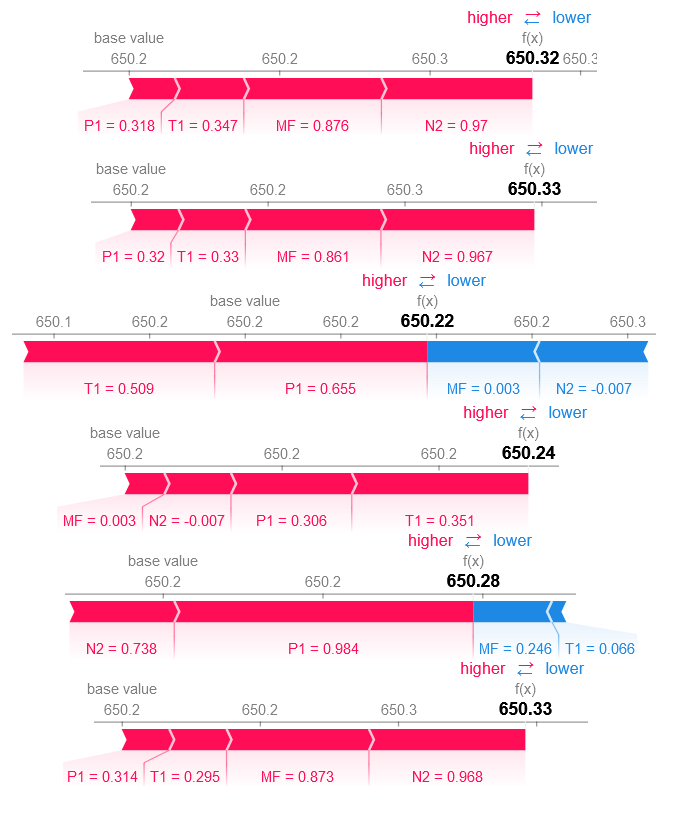 higher ⇄ lower
base value f(x)
650.2 650.2 650.3 650.32 650.3
P1 = 0.318 T1 = 0.347 MF = 0.876 N2 = 0.97
higher ⇄ lower
base value f(x)
650.2 650.2 650.3 650.33
P1 = 0.32 T1 = 0.33 MF = 0.861 N2 = 0.967
higher ⇄ lower
base value f(x)
650.1 650.2 650.2 650.2 650.22 650.2 650.3
T1 = 0.509 P1 = 0.655 MF = 0.003 N2 = -0.007
higher ⇄ lower
base value f(x)
650.2 650.2 650.2 650.24
MF = 0.003 N2 = -0.007 P1 = 0.306 T1 = 0.351
higher ⇄ lower
base value f(x)
650.2 650.2 650.28
N2 = 0.738 P1 = 0.984 MF = 0.246 T1 = 0.066
higher ⇄ lower
base value f(x)
650.2 650.2 650.3 650.33
P1 = 0.314 T1 = 0.295 MF = 0.873 N2 = 0.968